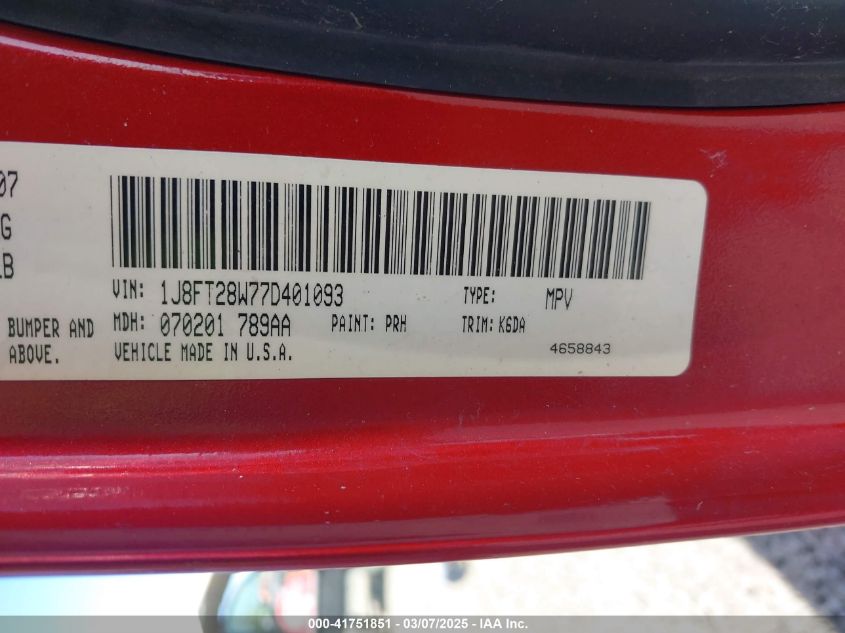 07
G
LB
VIN: 1J8FT28W77D401093 TYPE: MPV
BUMPER AND MDH: 070201 789AA PAINT: PRH TRIM: K6DA
ABOVE. VEHICLE MADE IN U.S.A. 4658843
000-41751851 - 03/07/2025 - IAA Inc.